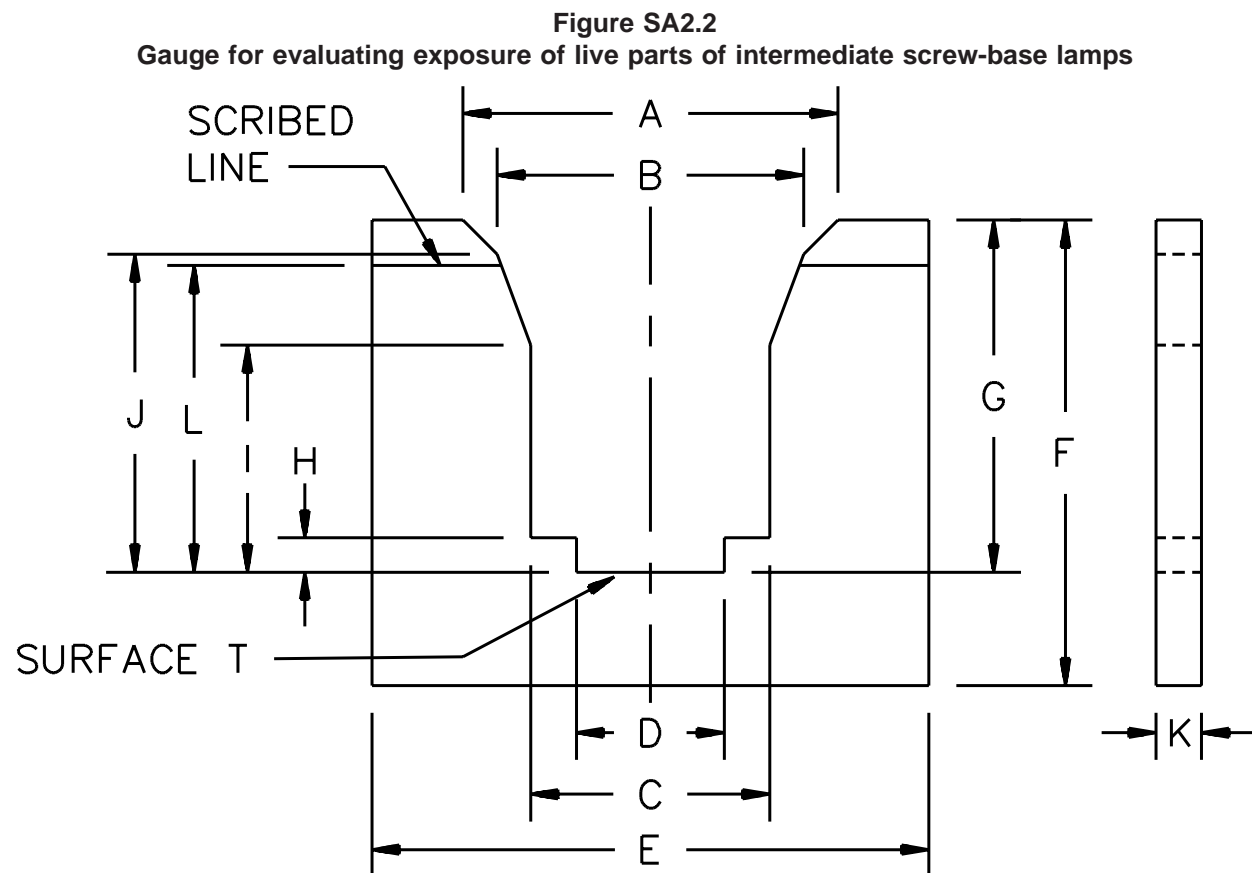 Figure SA2.2
Gauge for evaluating exposure of live parts of intermediate screw-base lamps
SCRIBED
LINE
A
B
J
L
I
H
G
F
SURFACE T
D
K
C
E